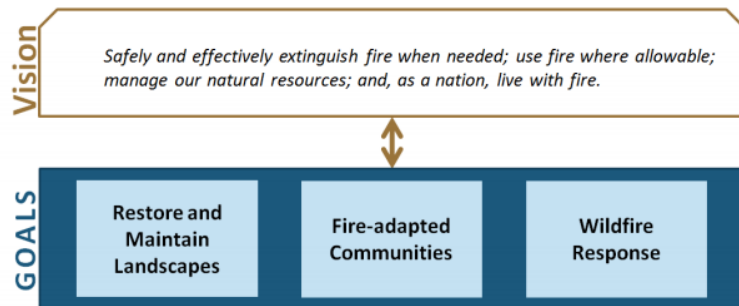 Vision
Safely and effectively extinguish fire when needed; use fire where allowable;
manage our natural resources; and, as a nation, live with fire.
GOALS
Restore and
Maintain
Landscapes
Fire-adapted
Communities
Wildfire
Response